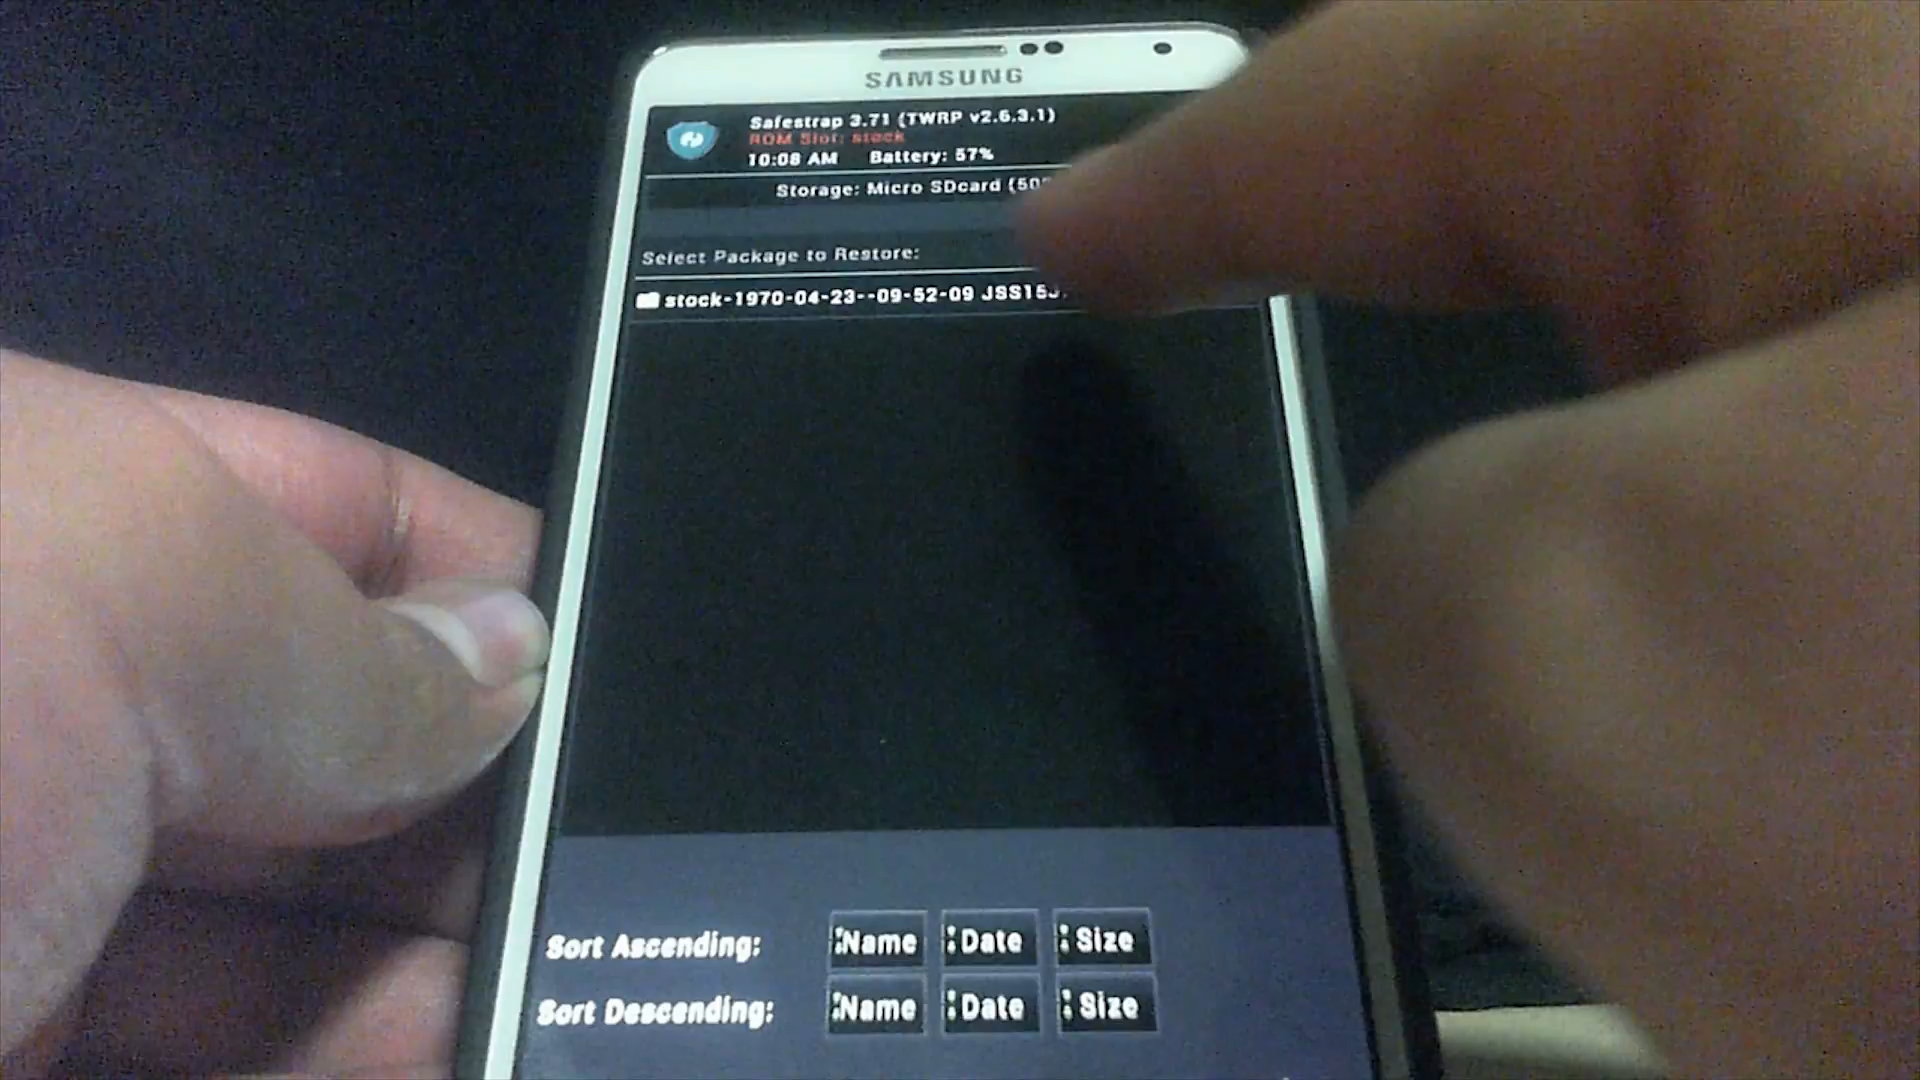 SAMSUNG
Safestrap 3.71 (TWRP v2.6.3.1)
ROM Slot: stock
10:08 AM Battery: 57%
Storage: Micro SDcard
Select Package to Restore:
stock-1970-04-23--09-52-09
Sort Ascending: Name Date Size
Sort Descending: Name Date Size